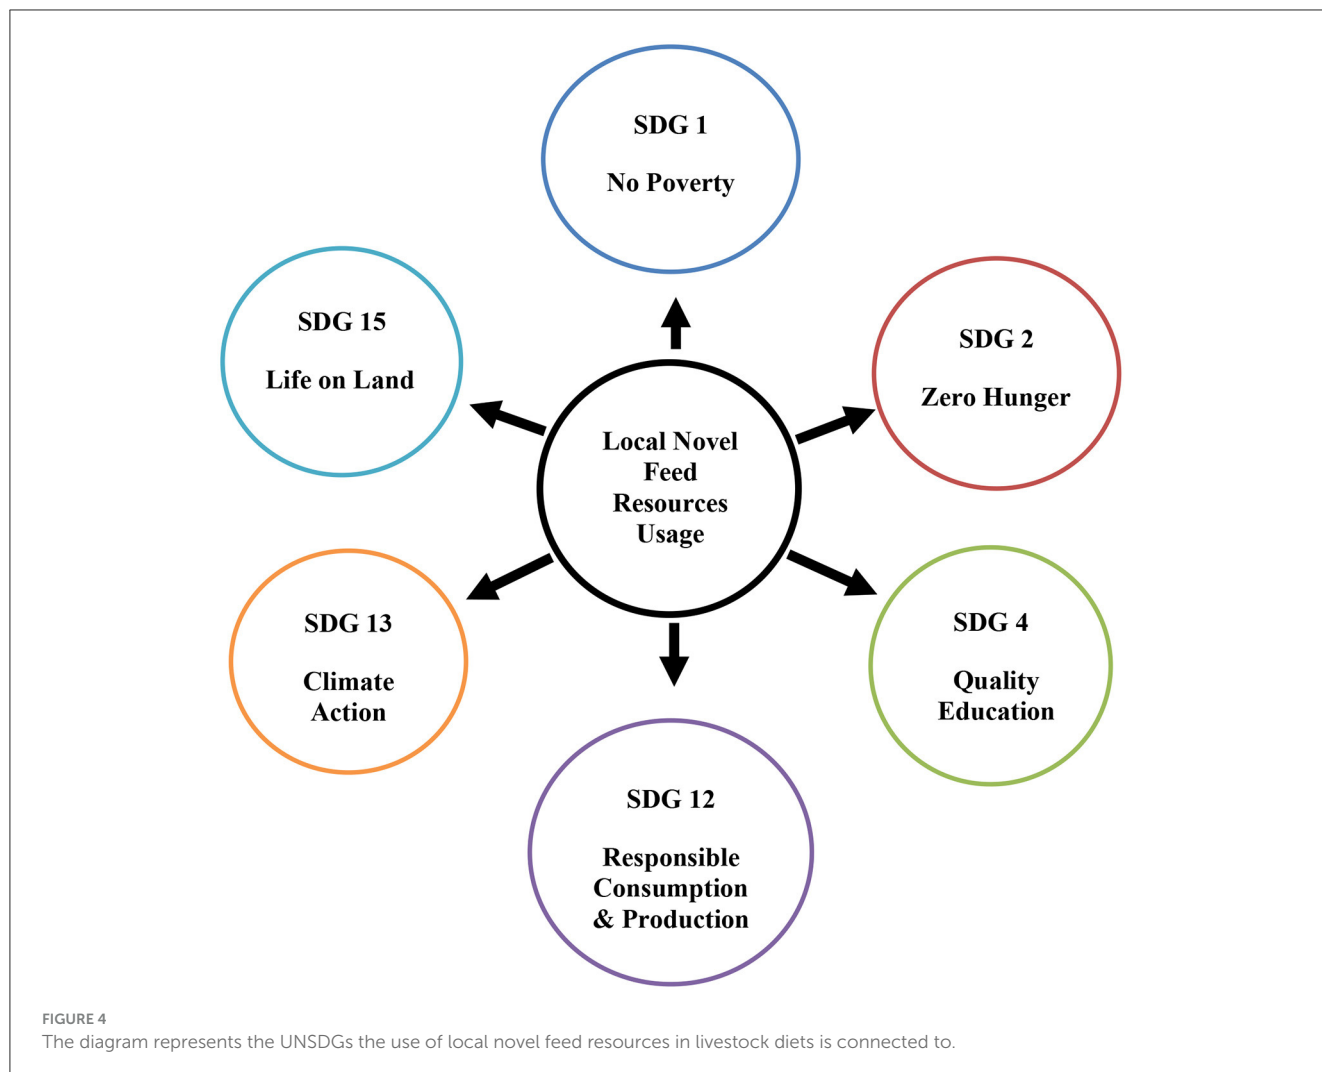 SDG 1
No Poverty
SDG 15
Life on Land
SDG 2
Zero Hunger
Local Novel
Feed
Resources
Usage
SDG 13
Climate
Action
SDG 4
Quality
Education
SDG 12
Responsible
Consumption
& Production
FIGURE 4
The diagram represents the UNSDGs the use of local novel feed resources in livestock diets is connected to.